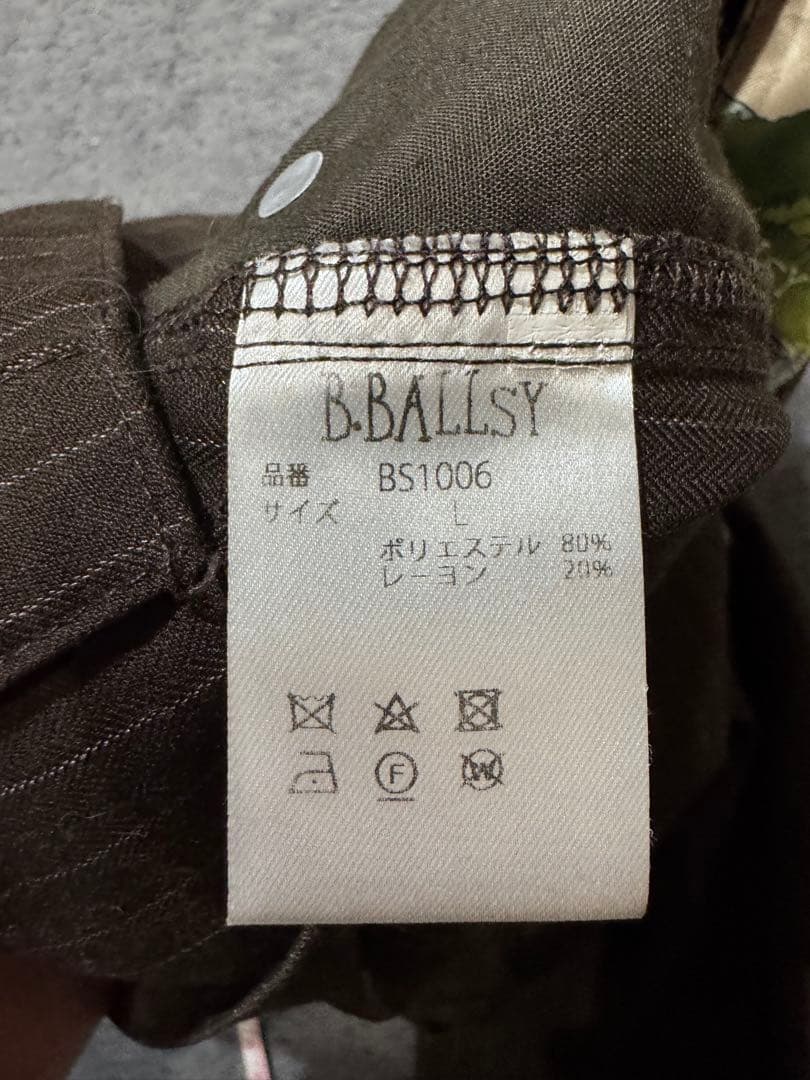 B.BALLSY
品番 BS1006
サイズ L
ポリエステル 80%
レーヨン 20%
F W